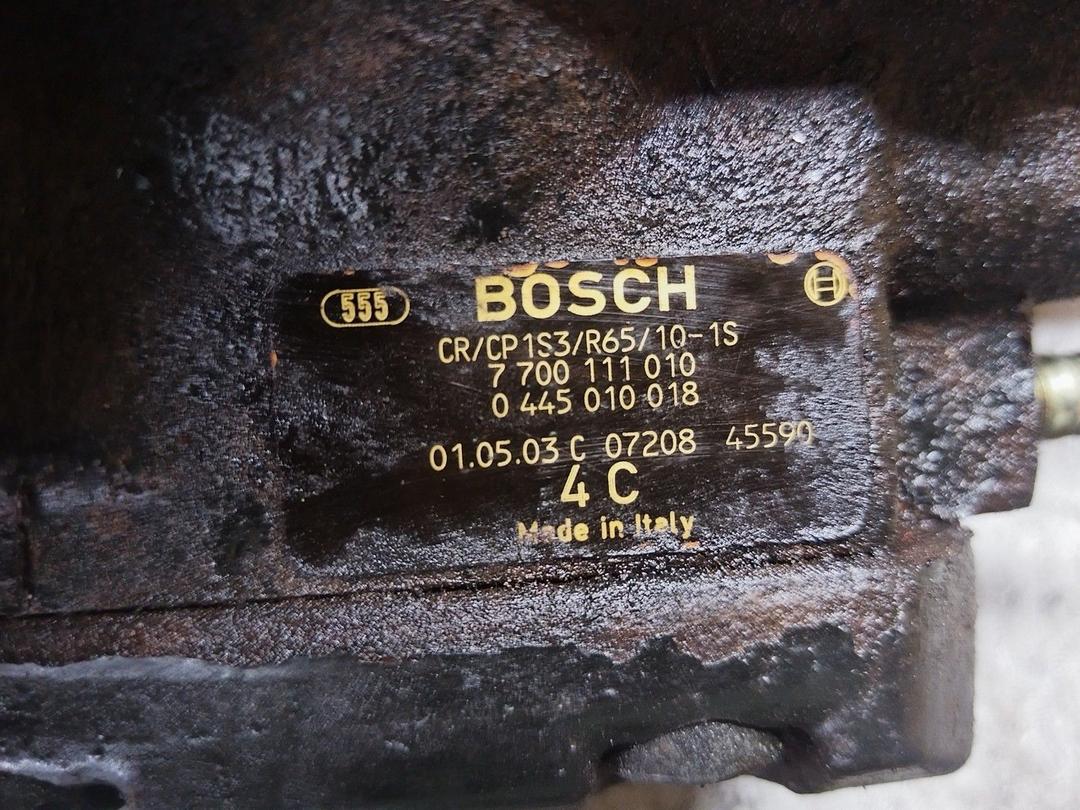 555 BOSCH
CR/CP1S3/R65/10-1S
7 700 111 010
0 445 010 018
01.05.03 C 07208 45590
4 C
Made in Italy